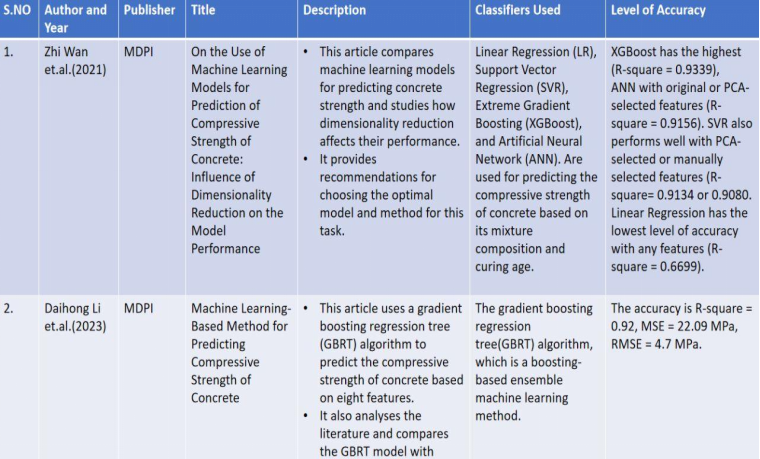 S.NO
Author and
Year
Publisher
Title
Description
Classifiers Used
Level of Accuracy
1.
Zhi Wan
et.al.(2021)
MDPI
On the Use of
Machine Learning
Models for
Prediction of
Compressive
Strength of
Concrete:
Influence of
Dimensionality
Reduction on the
Model
Performance
• This article compares
machine learning models
for predicting concrete
strength and studies how
dimensionality reduction
affects their performance.
• It provides
recommendations for
choosing the optimal
model and method for this
task.
Linear Regression (LR),
Support Vector
Regression (SVR),
Extreme Gradient
Boosting (XGBoost),
and Artificial Neural
Network (ANN). Are
used for predicting the
compressive strength
of concrete based on
its mixture
composition and
curing age.
XGBoost has the highest
(R-square = 0.9339),
ANN with original or PCA-
selected features (R-
square = 0.9156). SVR also
performs well with PCA-
selected or manually
selected features (R-
square= 0.9134 or 0.9080.
Linear Regression has the
lowest level of accuracy
with any features (R-
square = 0.6699).
2.
Daihong Li
et.al.(2023)
MDPI
Machine Learning-
Based Method for
Predicting
Compressive
Strength of
Concrete
• This article uses a gradient
boosting regression tree
(GBRT) algorithm to
predict the compressive
strength of concrete based
on eight features.
• It also analyses the
literature and compares
the GBRT model with
The gradient boosting
regression
tree(GBRT) algorithm,
which is a boosting-
based ensemble
machine learning
method.
The accuracy is R-square =
0.92, MSE = 22.09 MPa,
RMSE = 4.7 MPa.